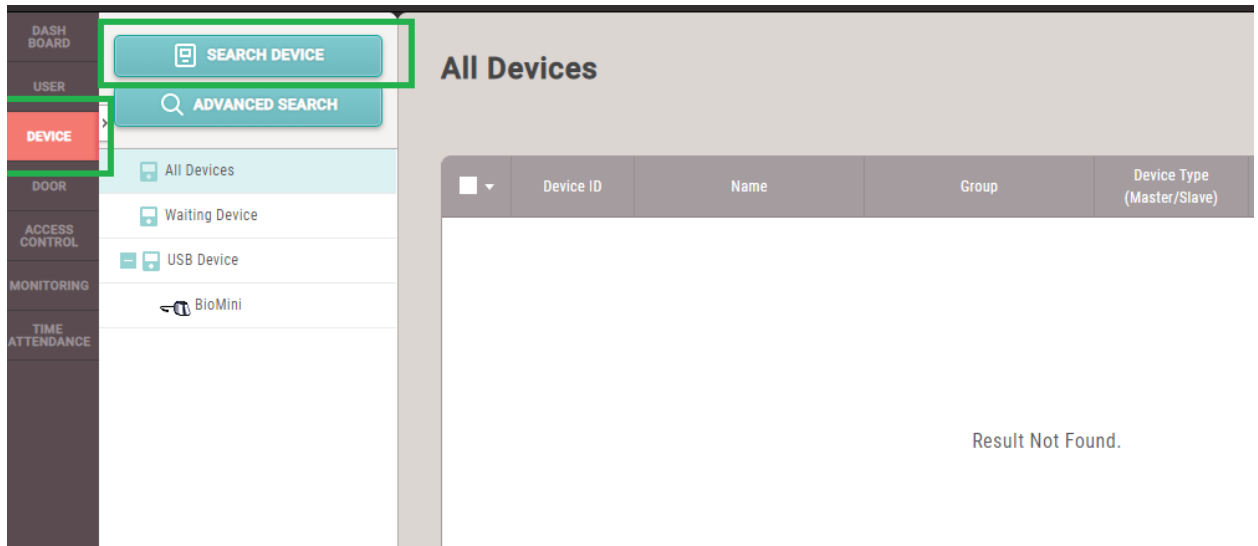 DASH
BOARD
USER
DEVICE
DOOR
ACCESS
CONTROL
MONITORING
TIME
ATTENDANCE
SEARCH DEVICE
ADVANCED SEARCH
All Devices
Waiting Device
USB Device
BioMini
All Devices
Device ID
Name
Group
Device Type
(Master/Slave)
Result Not Found.